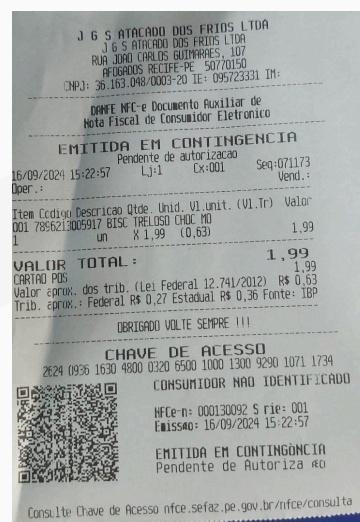 J G S ATACADO DOS FRIOS LTDA
J G S ATACADO DOS FRIOS LTDA
RUA JOAO CARLOS GUIMARAES, 107
AFOGADOS RECIFE-PE 50770150
CNPJ: 36.163.048/0003-20 IE: 095723331 IM:
DANFE NFC-e Documento Auxiliar de
Nota Fiscal de Consumidor Eletronico
EMITIDA EM CONTINGENCIA
Pendente de autorizacao
16/09/2024 15:22:57 Lj:1 Cx:001 Seq:071173
Oper.: Vend.:
Item Codigo Descricao Qtde. Unid. Vl.unit. (Vl.Tr) Valor
001 7896213005917 BISC TRELOSO CHOC MO
1 un X 1,99 (0,63) 1,99
VALOR TOTAL: 1,99
CARTAO POS 1,99
Valor aprox. dos trib. (Lei Federal 12.741/2012) R$ 0,63
Trib. aprox.: Federal R$ 0,27 Estadual R$ 0,36 Fonte: IBP
OBRIGADO VOLTE SEMPRE !!!
CHAVE DE ACESSO
2624 0936 1630 4800 0320 6500 1000 1300 9290 1071 1734
CONSUMIDOR NAO IDENTIFICADO
NFCe-n: 000130092 S rie: 001
Emissao: 16/09/2024 15:22:57
EMITIDA EM CONTINGÒNCIA
Pendente de Autoriza
Consulte Chave de Acesso nfce.sefaz.pe.gov.br/nfce/consulta